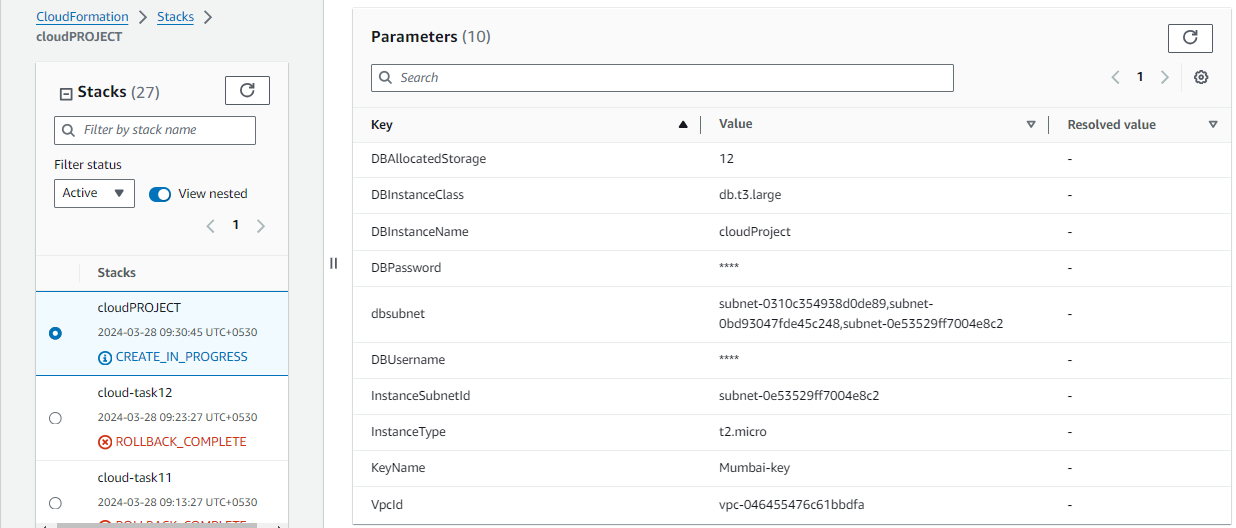 CloudFormation > Stacks >
cloudPROJECT
Stacks (27)
Filter by stack name
Filter status
Active
View nested
1
Stacks
cloudPROJECT
2024-03-28 09:30:45 UTC+0530
CREATE_IN_PROGRESS
cloud-task12
2024-03-28 09:23:27 UTC+0530
ROLLBACK_COMPLETE
cloud-task11
2024-03-28 09:13:27 UTC+0530
ROLLBACK_COMPLETE
Parameters (10)
Search
1
Key Value Resolved value
DBAllocatedStorage 12 -
DBInstanceClass db.t3.large -
DBInstanceName cloudProject -
DBPassword **** -
dbsubnet subnet-0310c354938d0de89,subnet- -
0bd93047fde45c248,subnet-0e53529ff7004e8c2
DBUsername **** -
InstanceSubnetId subnet-0e53529ff7004e8c2 -
InstanceType t2.micro -
KeyName Mumbai-key -
VpcId vpc-046455476c61bbdfa -